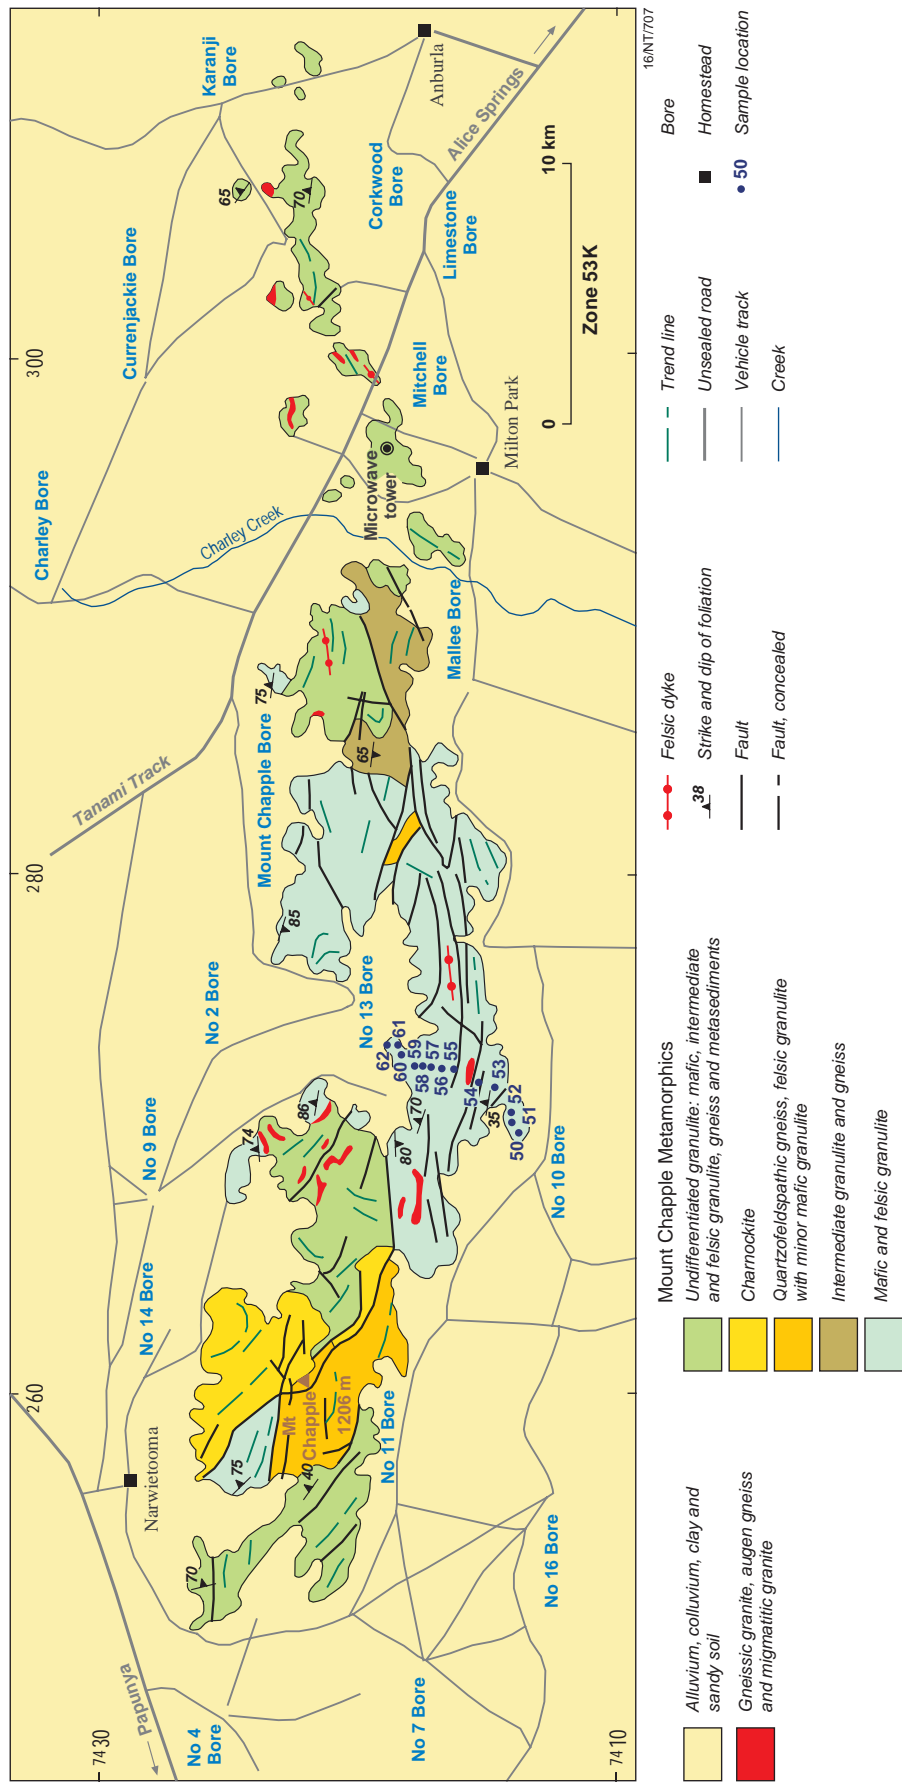 260
280
300
7430
7410
Papunya
Narwietooma
No 4
Bore
No 7 Bore
No 16 Bore
No 11 Bore
No 14 Bore
No 9 Bore
No 2 Bore
No 13 Bore
No 10 Bore
Mt
Chapple
1206 m
Tanami Track
Mount Chapple Bore
Mallee Bore
Charley Bore
Charley Creek
Currenjackie Bore
Karanji
Bore
Microwave
tower
Milton Park
Mitchell
Bore
Limestone
Bore
Corkwood
Bore
Anburla
Alice Springs
70
75
40
74
86
80
70
35
85
75
65
65
70
50
51
52
53
54
55
56
57
58
59
60
61
62
0
10 km
Zone 53K
16/NT/707
Alluvium, colluvium, clay and
sandy soil
Gneissic granite, augen gneiss
and migmatitic granite
Mount Chapple Metamorphics
Undifferentiated granulite: mafic, intermediate
and felsic granulite, gneiss and metasediments
Charnockite
Quartzofeldspathic gneiss, felsic granulite
with minor mafic granulite
Intermediate granulite and gneiss
Mafic and felsic granulite
Felsic dyke
38
Strike and dip of foliation
Fault
Fault, concealed
Trend line
Unsealed road
Vehicle track
Creek
Bore
Homestead
50
Sample location